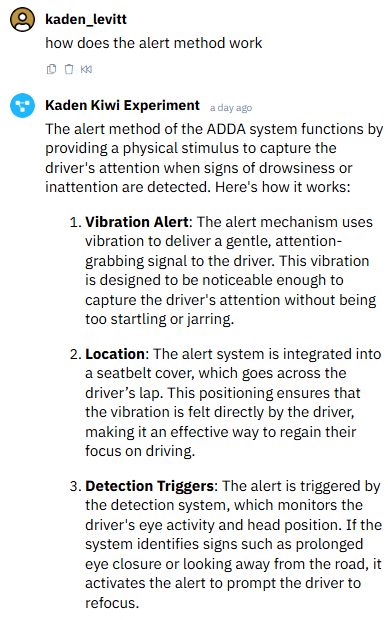 kaden_levitt
how does the alert method work
Kaden Kiwi Experiment a day ago
The alert method of the ADDA system functions by
providing a physical stimulus to capture the
driver's attention when signs of drowsiness or
inattention are detected. Here's how it works:
1. Vibration Alert: The alert mechanism uses
vibration to deliver a gentle, attention-
grabbing signal to the driver. This vibration
is designed to be noticeable enough to
capture the driver's attention without being
too startling or jarring.
2. Location: The alert system is integrated into
a seatbelt cover, which goes across the
driver’s lap. This positioning ensures that
the vibration is felt directly by the driver,
making it an effective way to regain their
focus on driving.
3. Detection Triggers: The alert is triggered by
the detection system, which monitors the
driver's eye activity and head position. If the
system identifies signs such as prolonged
eye closure or looking away from the road, it
activates the alert to prompt the driver to
refocus.